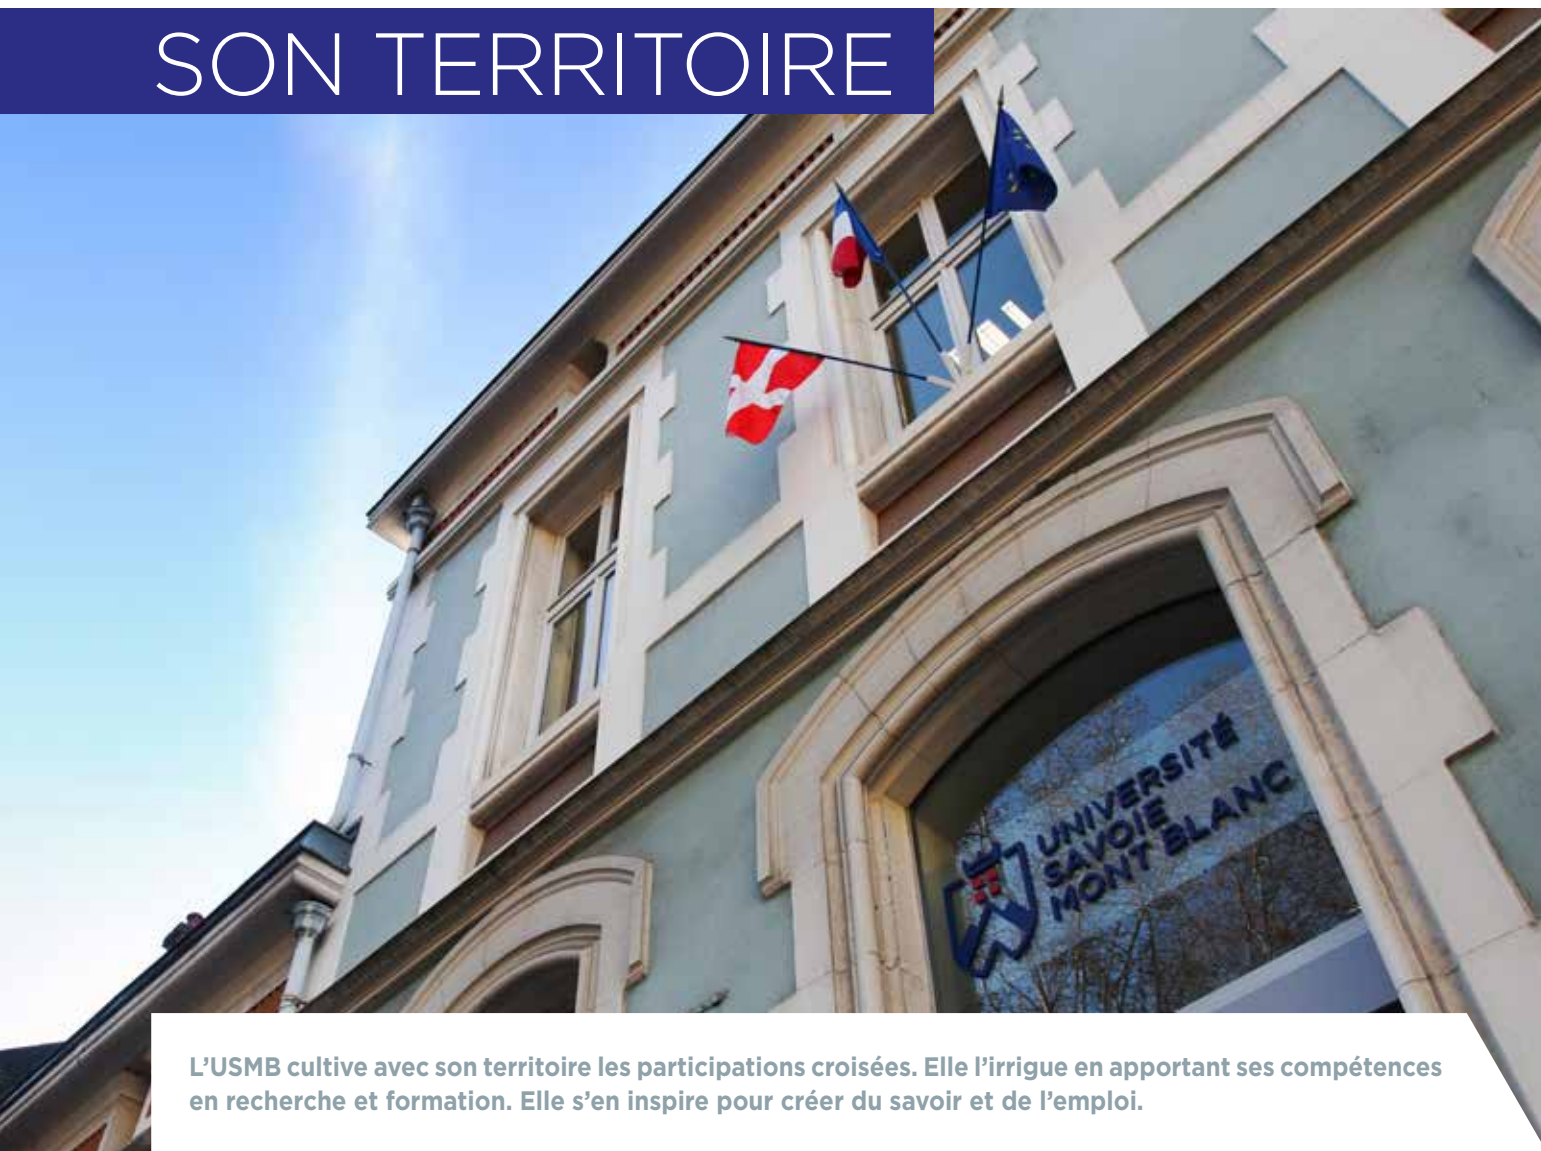 SON TERRITOIRE
UNIVERSITÉ
SAVOIE
MONT BLANC
L’USMB cultive avec son territoire les participations croisées. Elle l’irrigue en apportant ses compétences
en recherche et formation. Elle s’en inspire pour créer du savoir et de l’emploi.